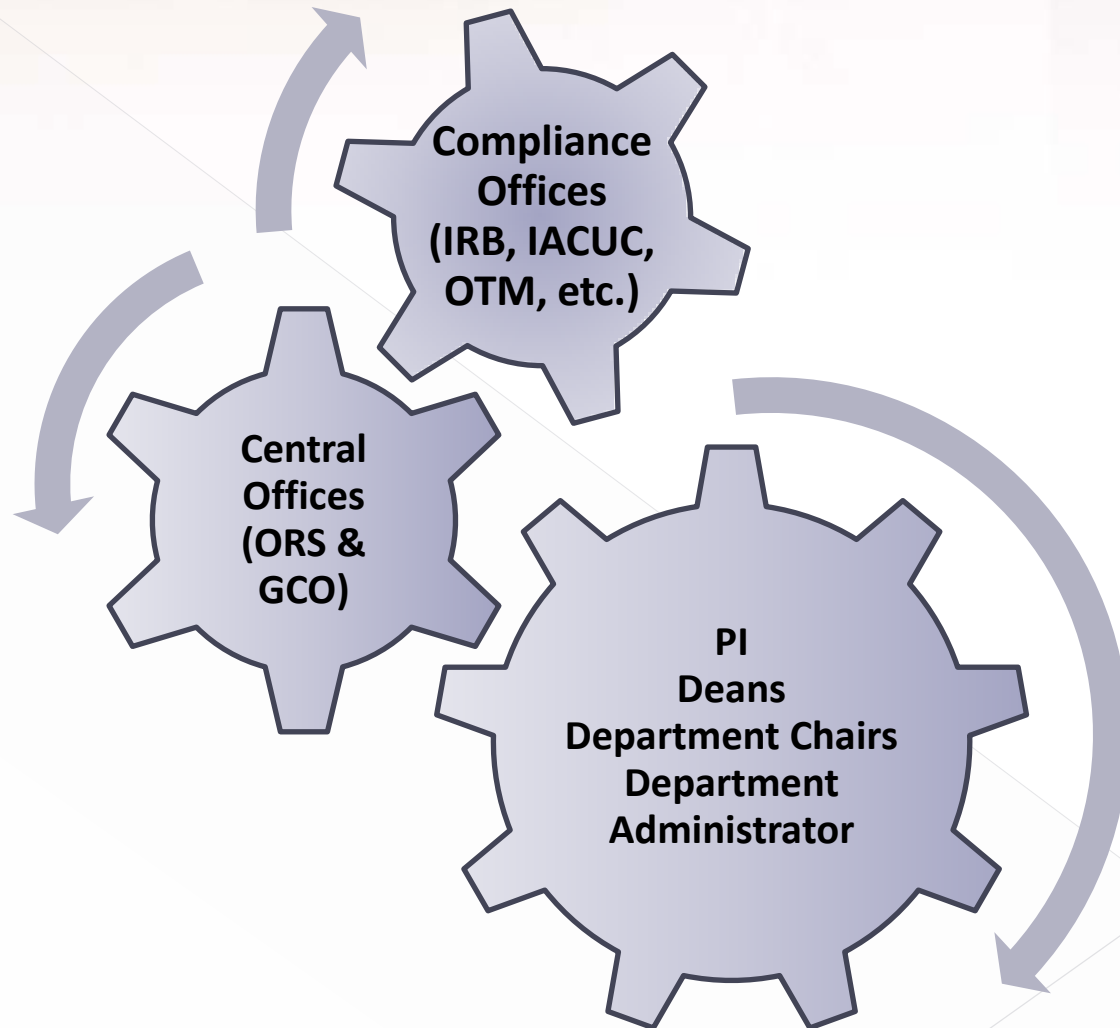 Compliance
Offices
(IRB, IACUC,
OTM, etc.)
Central
Offices
(ORS &
GCO)
PI
Deans
Department Chairs
Department
Administrator